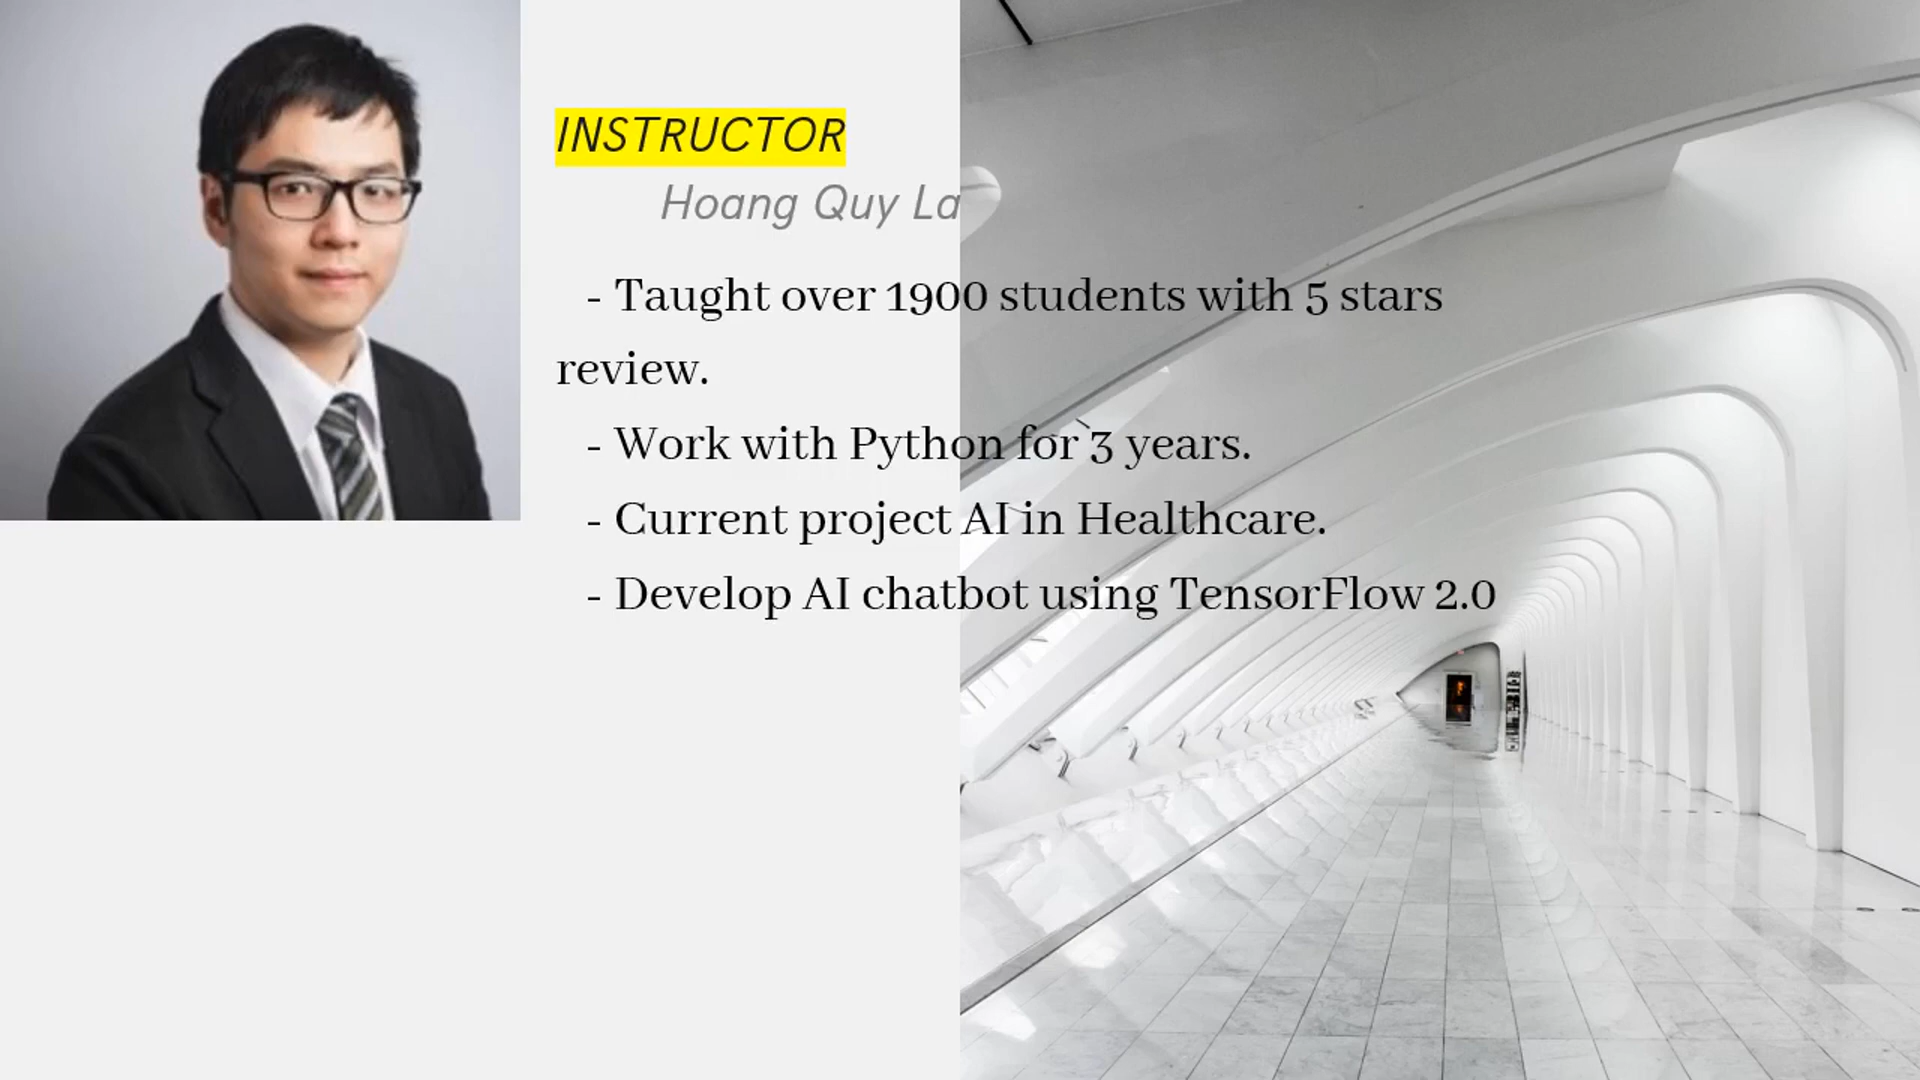 INSTRUCTOR
Hoang Quy La
- Taught over 1900 students with 5 stars
review.
- Work with Python for 3 years.
- Current project AI in Healthcare.
- Develop AI chatbot using TensorFlow 2.0